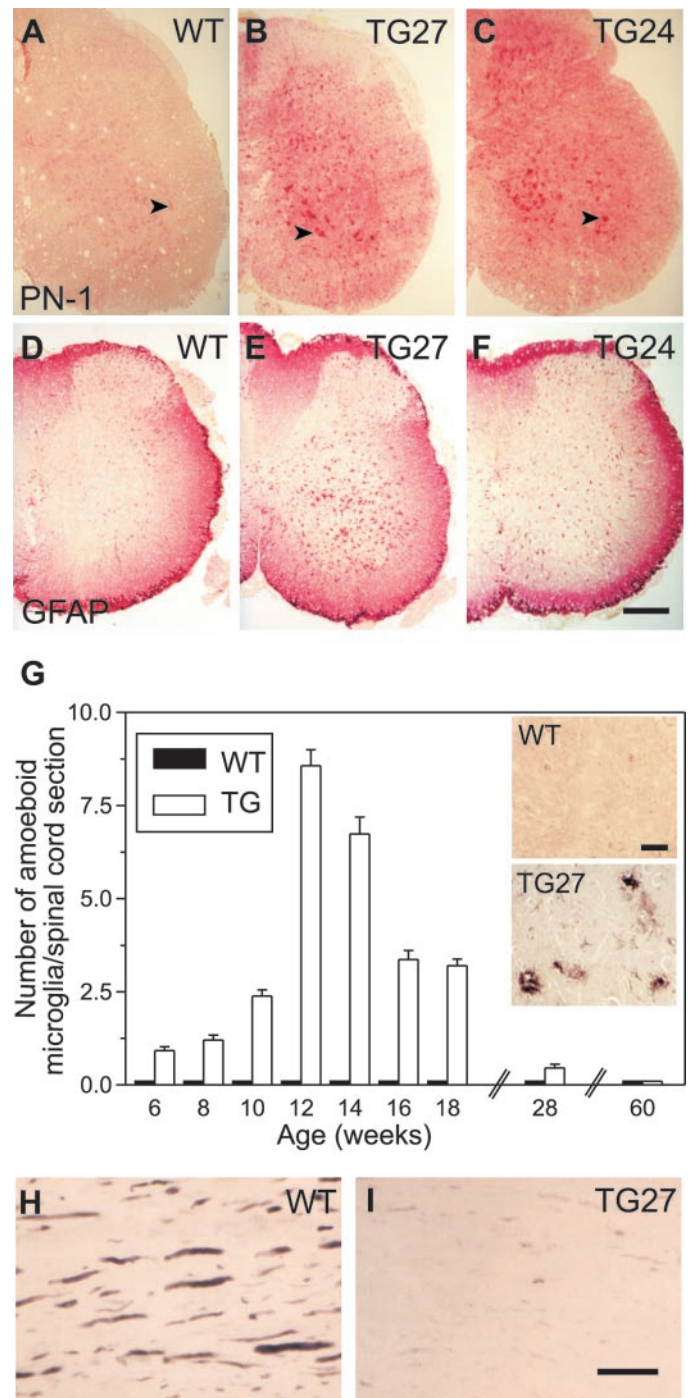 A WT
B TG27
C TG24
PN-1
D WT
E TG27
F TG24
GFAP
G
Number of amoeboid
microglia/spinal cord section
10.0
7.5
5.0
2.5
0.0
WT
TG
WT
TG27
6 8 10 12 14 16 18 28 60
Age (weeks)
H WT
I TG27